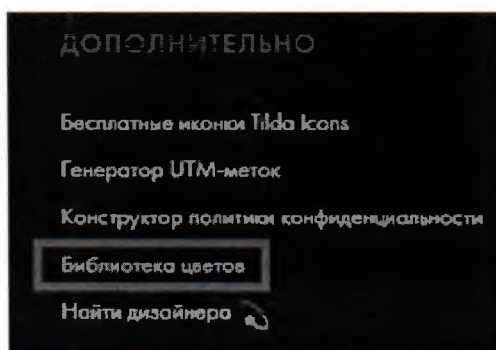 ДОПОЛНИТЕЛЬНО
Бесплатные иконки Tilda Icons
Генератор UTM-меток
Конструктор политики конфиденциальности
Библиотека цветов
Найти дизайнера